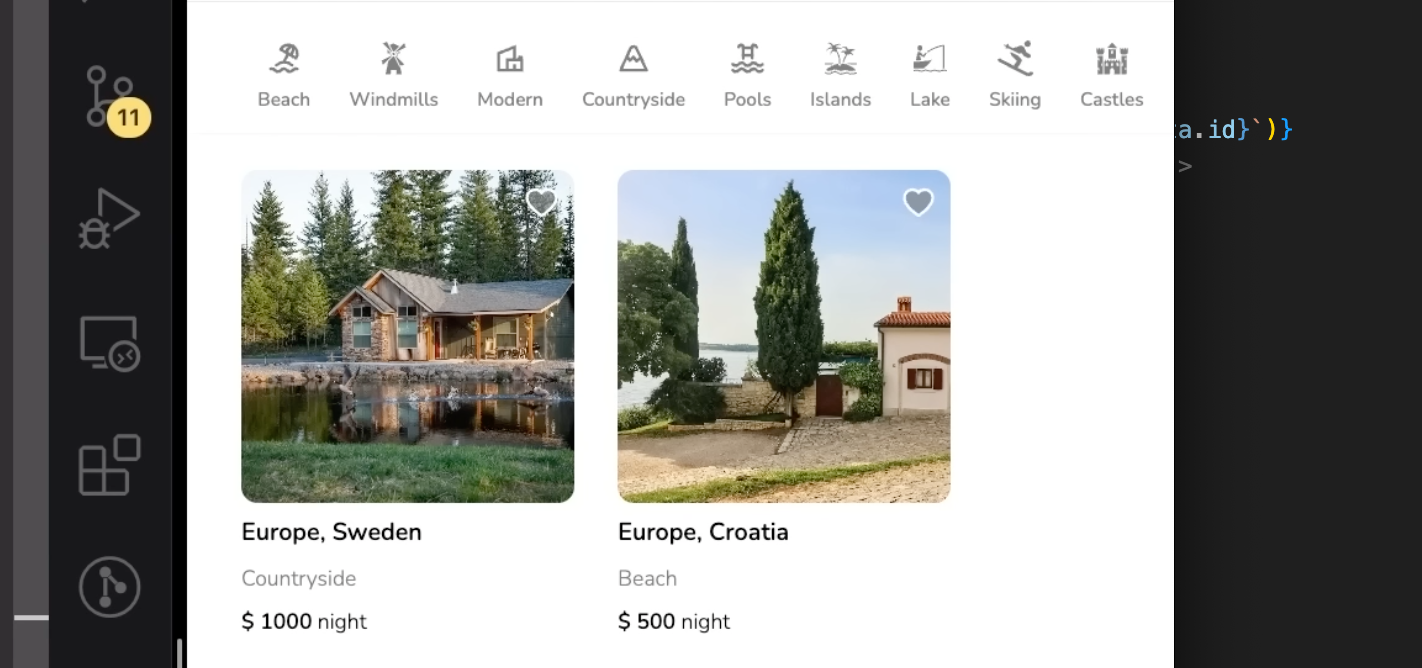 11
Beach Windmills Modern Countryside Pools Islands Lake Skiing Castles
a.id}`)}
>
Europe, Sweden
Countryside
$ 1000 night
Europe, Croatia
Beach
$ 500 night